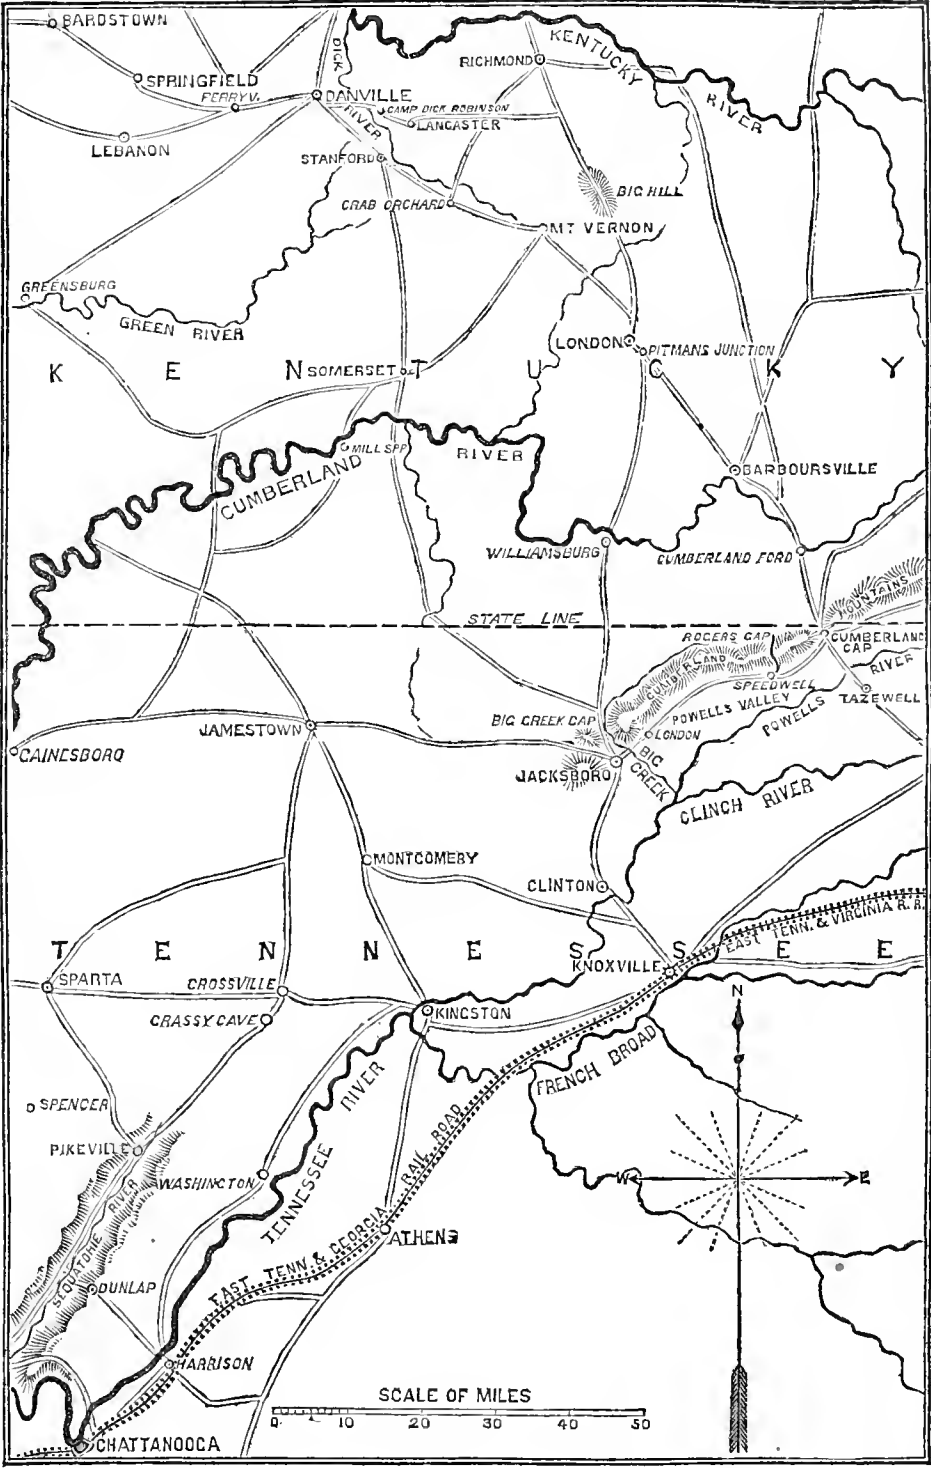 BARDSTOWN
DICK
KENTUCKY
RICHMOND
SPRINGFIELD
FERRYV.
DANVILLE
CAMP DICK ROBINSON
RIVER
RIVER
LANCASTER
LEBANON
STANFORD
BIG HILL
CRAB ORCHARD
MT VERNON
GREENSBURG
GREEN RIVER
LONDON
PITMANS JUNCTION
K E N T U C K Y
SOMERSET
MILL SPR
CUMBERLAND
RIVER
BARBOURSVILLE
WILLIAMSBURG
CUMBERLAND FORD
MOUNTAINS
STATE LINE
ROGERS GAP
CUMBERLAND
GAP
CUMBERLAND
RIVER
SPEEDWELL
TAZEWELL
POWELLS VALLEY
POWELLS
BIG CREEK GAP
LONDON
JAMESTOWN
GAINESBORO
BIG
CREEK
JACKSBORO
CLINCH RIVER
MONTGOMERY
CLINTON
EAST TENN. & VIRGINIA R.R.
T E N N E S S E E
KNOXVILLE
SPARTA
CROSSVILLE
N
GRASSY CAVE
KINGSTON
FRENCH BROAD
RIVER
SPENCER
PIKEVILLE
WASHINGTON
W
E
TENNESSEE
RIVER
SEQUATCHIE
EAST. TENN. & GEORGIA RAIL ROAD
ATHENS
DUNLAP
HARRISON
SCALE OF MILES
0 10 20 30 40 50
CHATTANOOGA